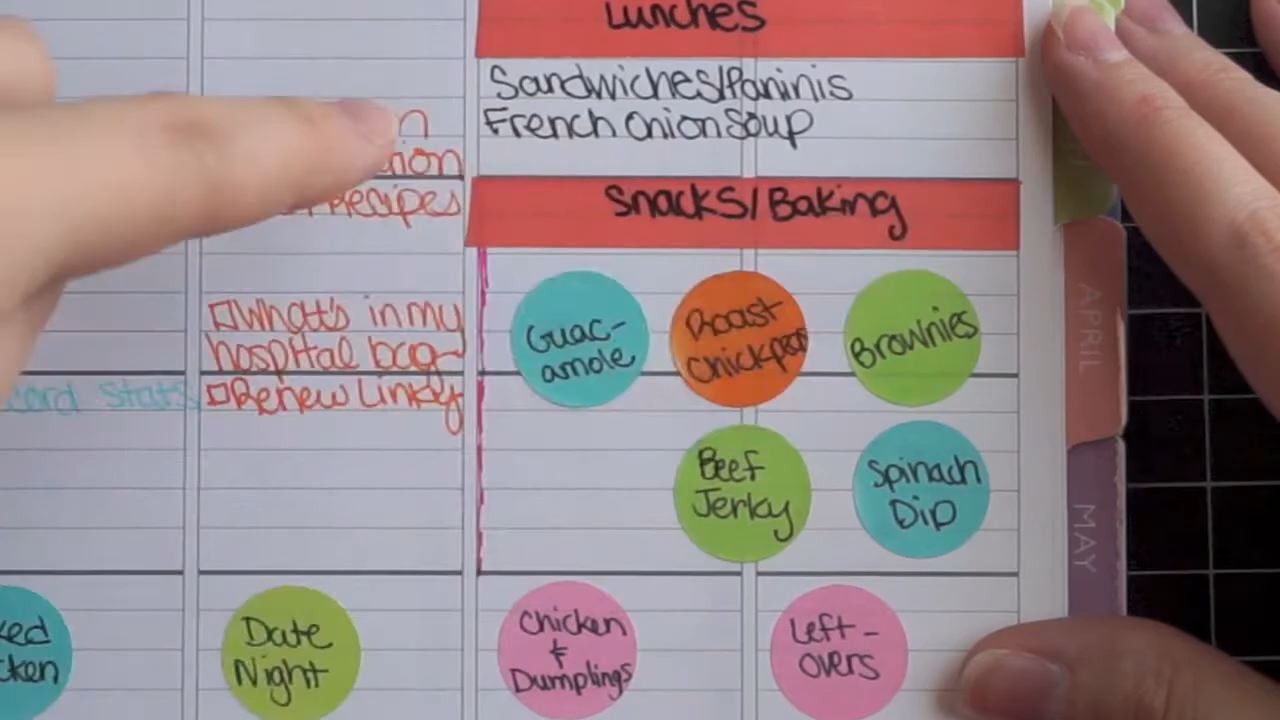 Lunches
Sandwiches/Paninis
French Onion Soup
Recipes
Snacks/Baking
What's in my
hospital bag
Renew Linky
Stats
Guac-
amole
Roast
Chickpeas
Brownies
Beef
Jerky
Spinach
Dip
Date
Night
Chicken
&
Dumplings
Left-
overs
APRIL
MAY